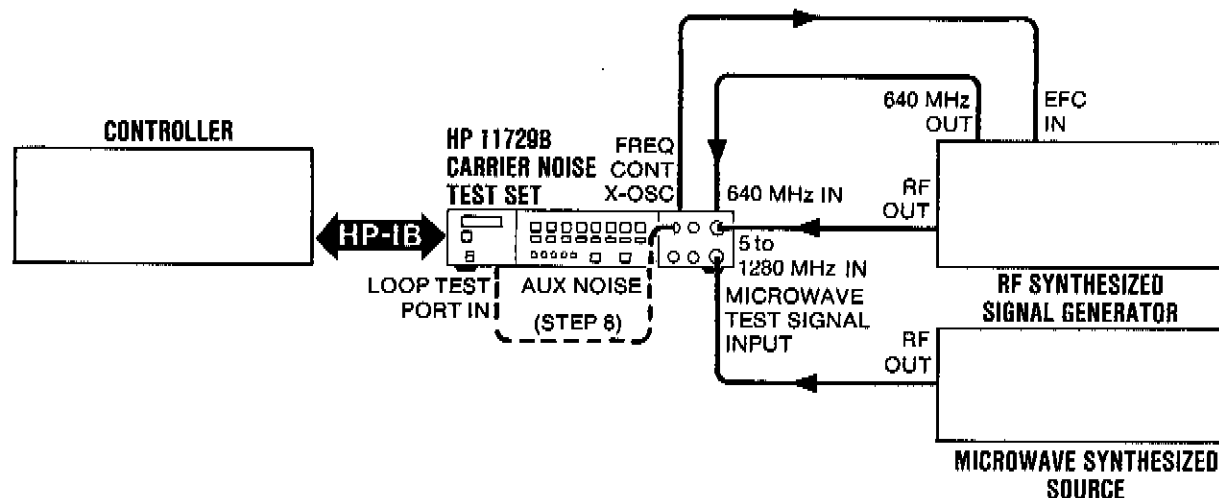 CONTROLLER
HP-IB
HP 11729B
CARRIER NOISE
TEST SET
FREQ
CONT
X-OSC
640 MHz
OUT
EFC
IN
640 MHz IN
RF
OUT
5 to
1280 MHz IN
LOOP TEST
PORT IN
AUX NOISE
(STEP 8)
MICROWAVE
TEST SIGNAL
INPUT
RF SYNTHESIZED
SIGNAL GENERATOR
RF
OUT
MICROWAVE SYNTHESIZED
SOURCE